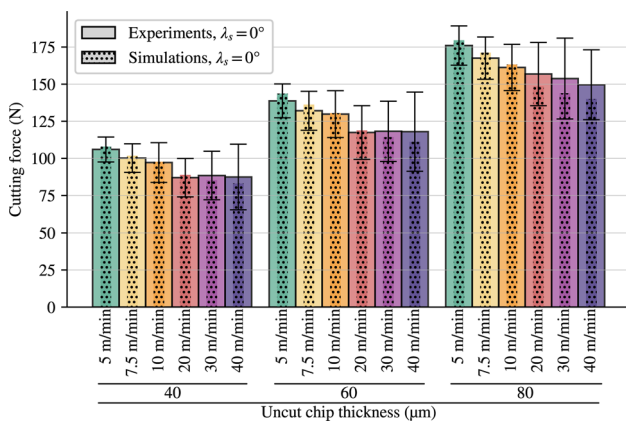 Experiments, λₛ = 0°
Simulations, λₛ = 0°
Cutting force (N)
175
150
125
100
75
50
25
0
5 m/min
7.5 m/min
10 m/min
20 m/min
30 m/min
40 m/min
5 m/min
7.5 m/min
10 m/min
20 m/min
30 m/min
40 m/min
5 m/min
7.5 m/min
10 m/min
20 m/min
30 m/min
40 m/min
40
60
80
Uncut chip thickness (μm)